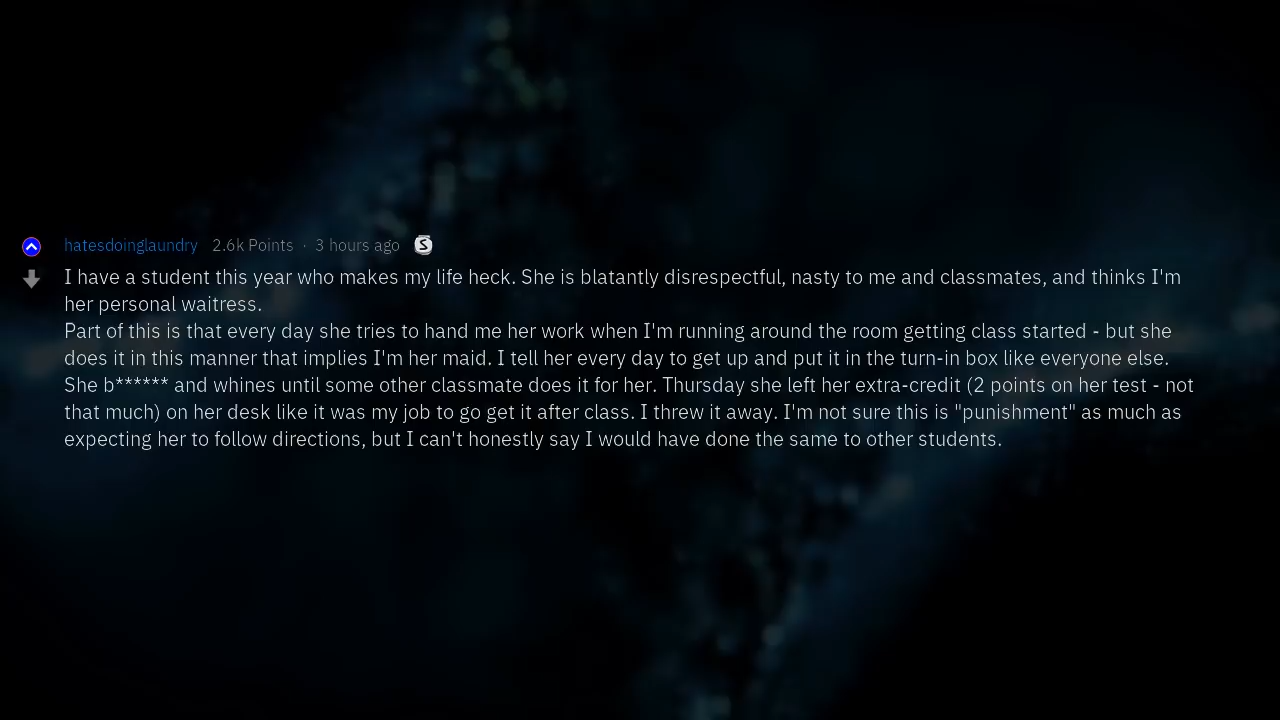 hatesdoinglaundry 2.6k Points · 3 hours ago S
I have a student this year who makes my life heck. She is blatantly disrespectful, nasty to me and classmates, and thinks I'm
her personal waitress.
Part of this is that every day she tries to hand me her work when I'm running around the room getting class started - but she
does it in this manner that implies I'm her maid. I tell her every day to get up and put it in the turn-in box like everyone else.
She b****** and whines until some other classmate does it for her. Thursday she left her extra-credit (2 points on her test - not
that much) on her desk like it was my job to go get it after class. I threw it away. I'm not sure this is "punishment" as much as
expecting her to follow directions, but I can't honestly say I would have done the same to other students.